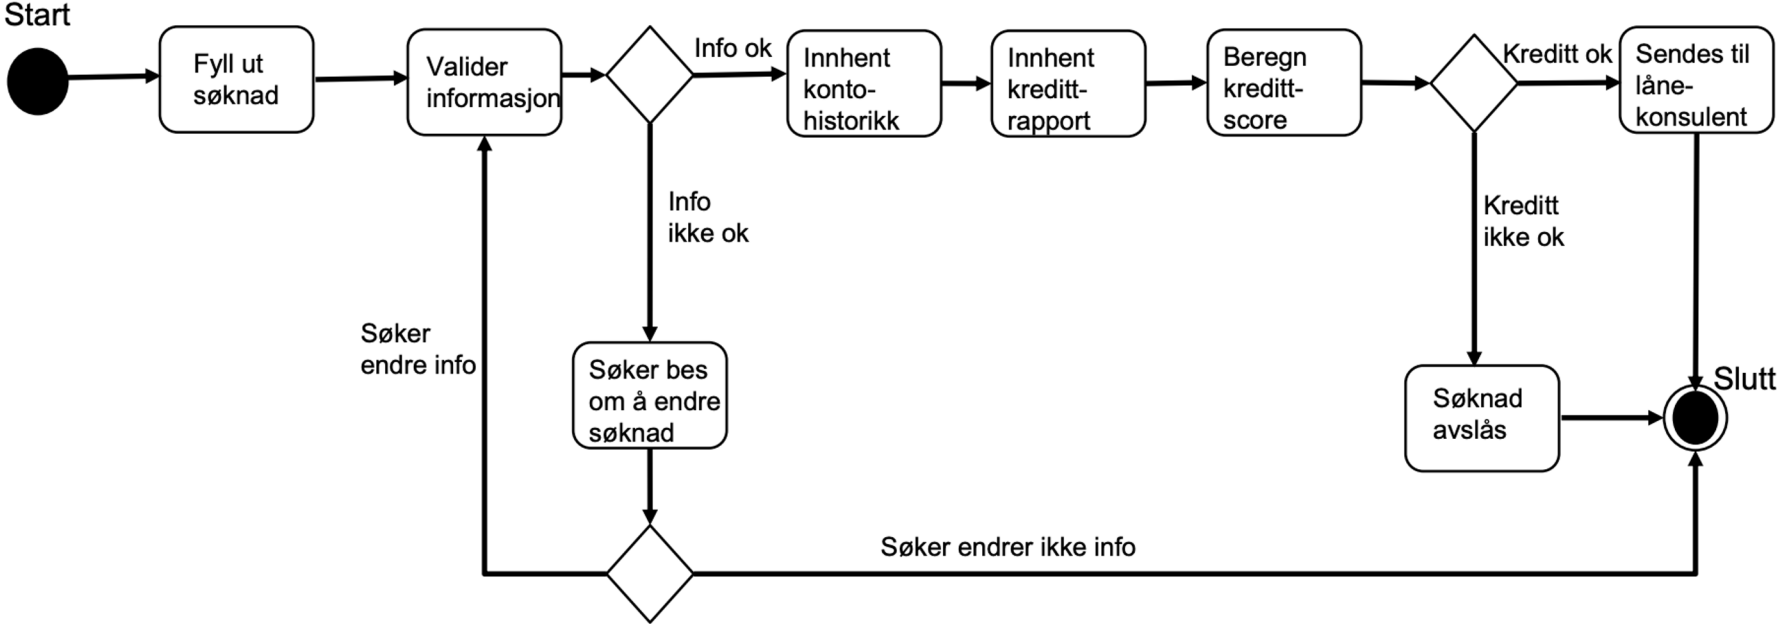 Start
Fyll ut
søknad
Valider
informasjon
Info ok
Innhent
konto-
historikk
Innhent
kreditt-
rapport
Beregn
kreditt-
score
Kreditt ok
Sendes til
låne-
konsulent
Info
ikke ok
Kreditt
ikke ok
Søker
endre info
Søker bes
om å endre
søknad
Søknad
avslås
Slutt
Søker endrer ikke info